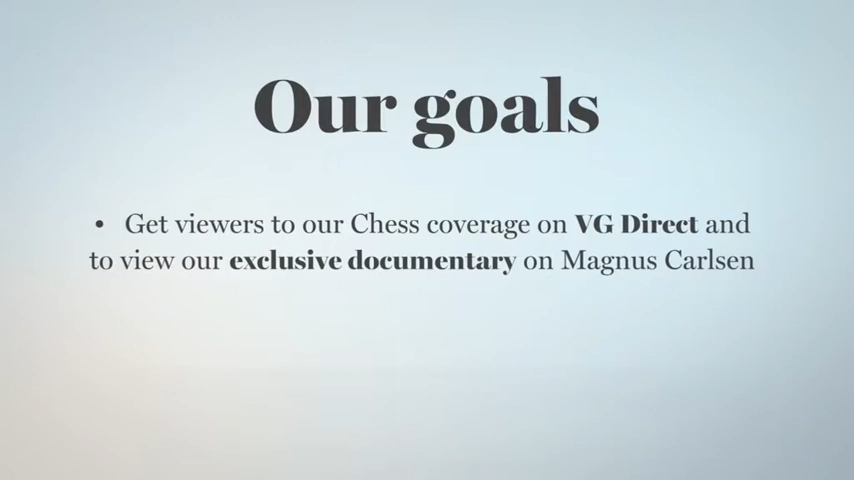 Our goals
• Get viewers to our Chess coverage on VG Direct and
to view our exclusive documentary on Magnus Carlsen